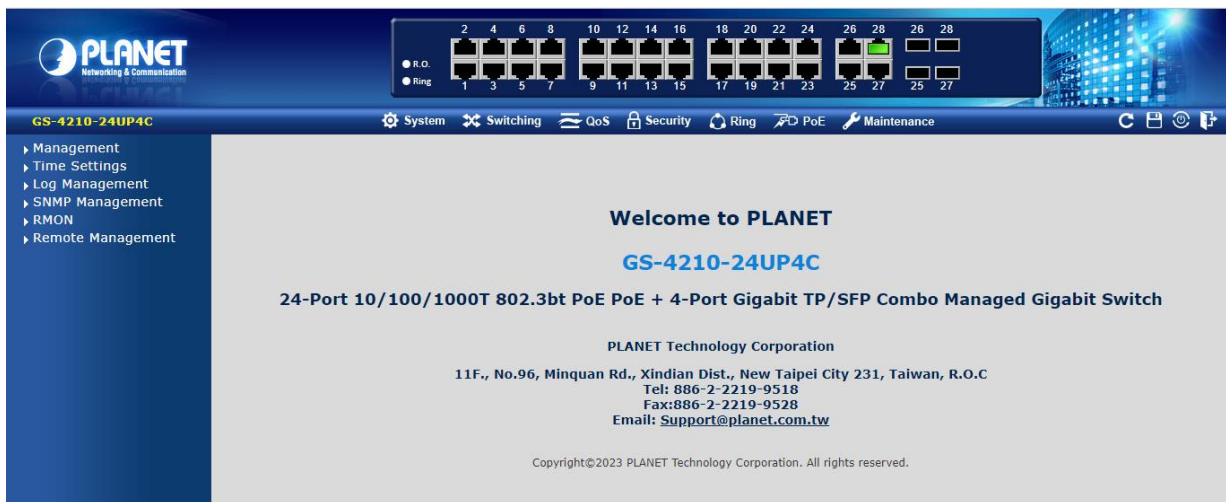 PLANET
Networking & Communication
2 4 6 8 10 12 14 16 18 20 22 24 26 28 26 28
R.O.
Ring
1 3 5 7 9 11 13 15 17 19 21 23 25 27 25 27
GS-4210-24UP4C
System Switching QoS Security Ring PoE Maintenance
Management
Time Settings
Log Management
SNMP Management
RMON
Remote Management
Welcome to PLANET
GS-4210-24UP4C
24-Port 10/100/1000T 802.3bt PoE PoE + 4-Port Gigabit TP/SFP Combo Managed Gigabit Switch
PLANET Technology Corporation
11F., No.96, Minquan Rd., Xindian Dist., New Taipei City 231, Taiwan, R.O.C
Tel: 886-2-2219-9518
Fax:886-2-2219-9528
Email: Support@planet.com.tw
Copyright©2023 PLANET Technology Corporation. All rights reserved.